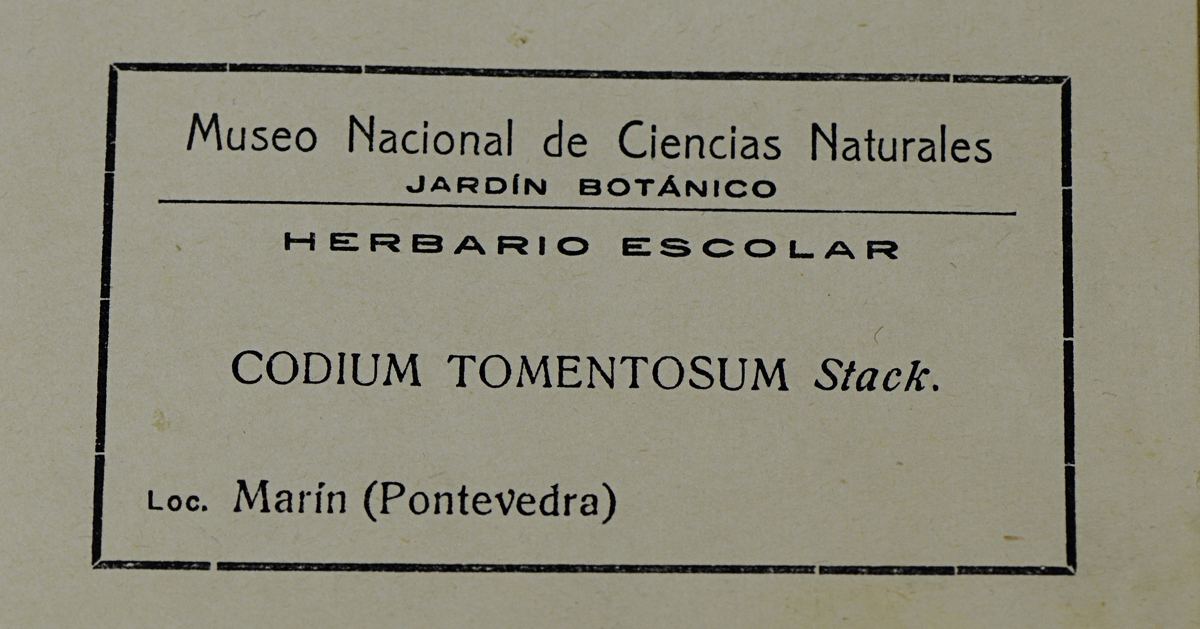 Museo Nacional de Ciencias Naturales
JARDÍN BOTÁNICO
HERBARIO ESCOLAR
CODIUM TOMENTOSUM Stack.
Loc. Marín (Pontevedra)